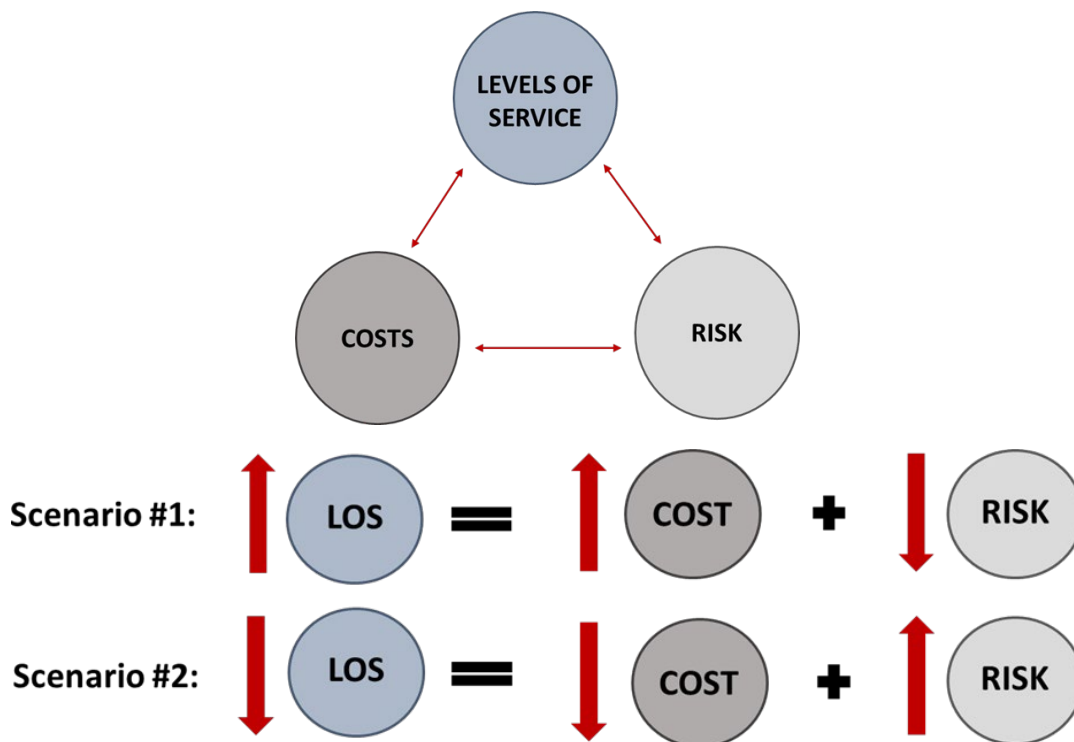 LEVELS OF
SERVICE
COSTS
RISK
Scenario #1: LOS = COST + RISK
Scenario #2: LOS = COST + RISK